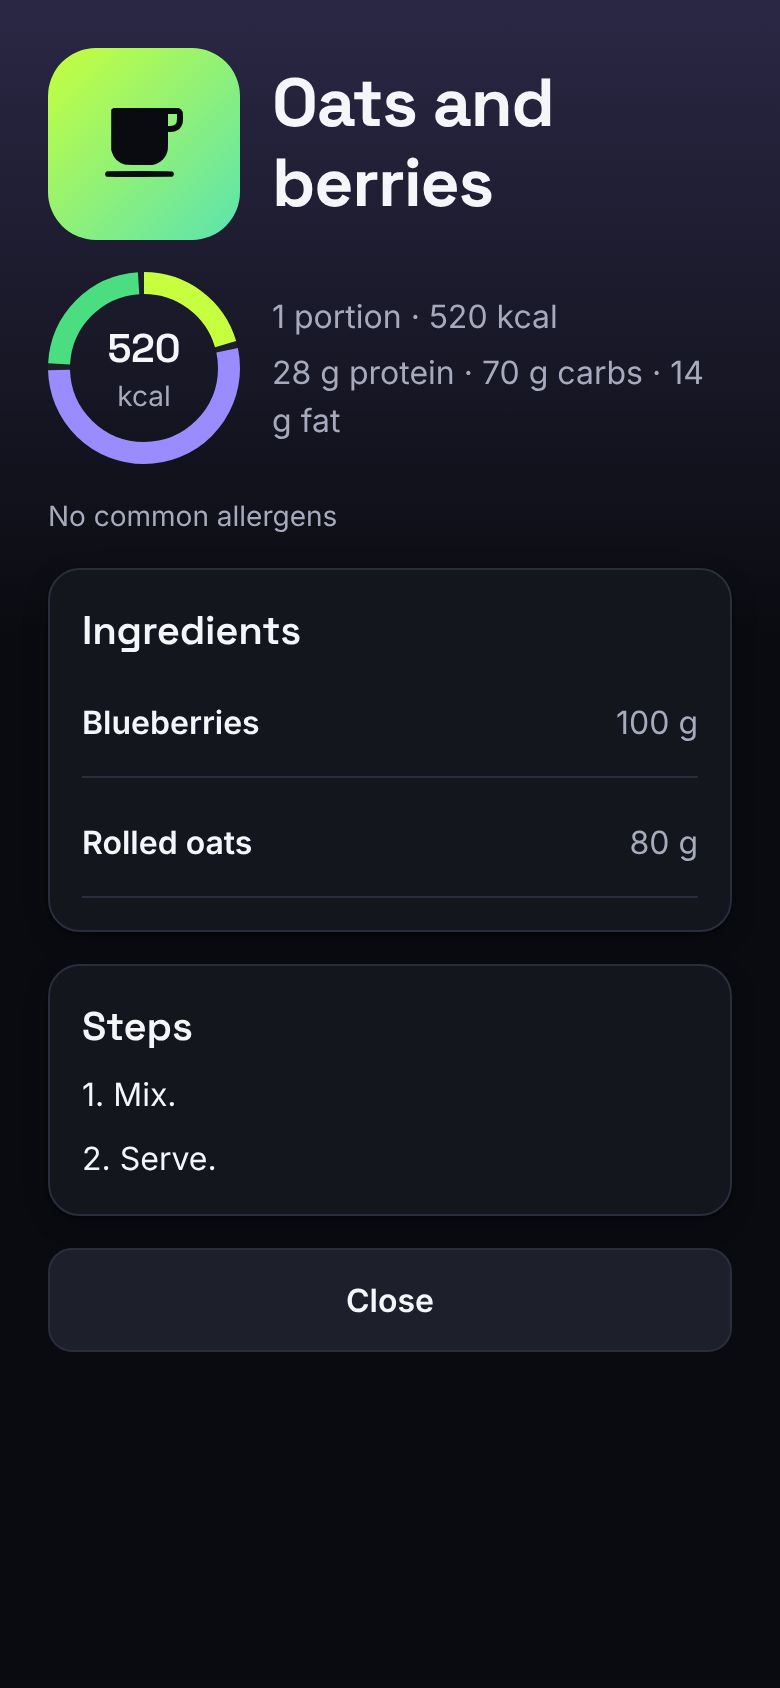 Oats and
berries
520
kcal
1 portion · 520 kcal
28 g protein · 70 g carbs · 14
g fat
No common allergens
Ingredients
Blueberries 100 g
Rolled oats 80 g
Steps
1. Mix.
2. Serve.
Close